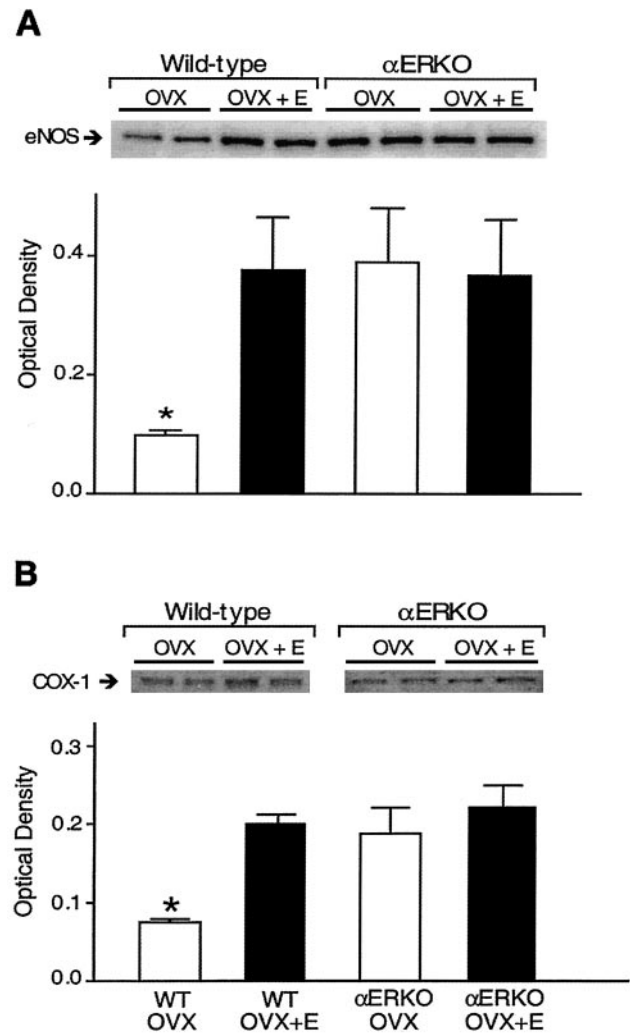 A
Wild-type αERKO
OVX OVX + E OVX OVX + E
eNOS →
Optical Density
0.4
0.2
0.0
*
B
Wild-type αERKO
OVX OVX + E OVX OVX + E
COX-1 →
Optical Density
0.3
0.2
0.1
0.0
*
WT WT αERKO αERKO
OVX OVX+E OVX OVX+E